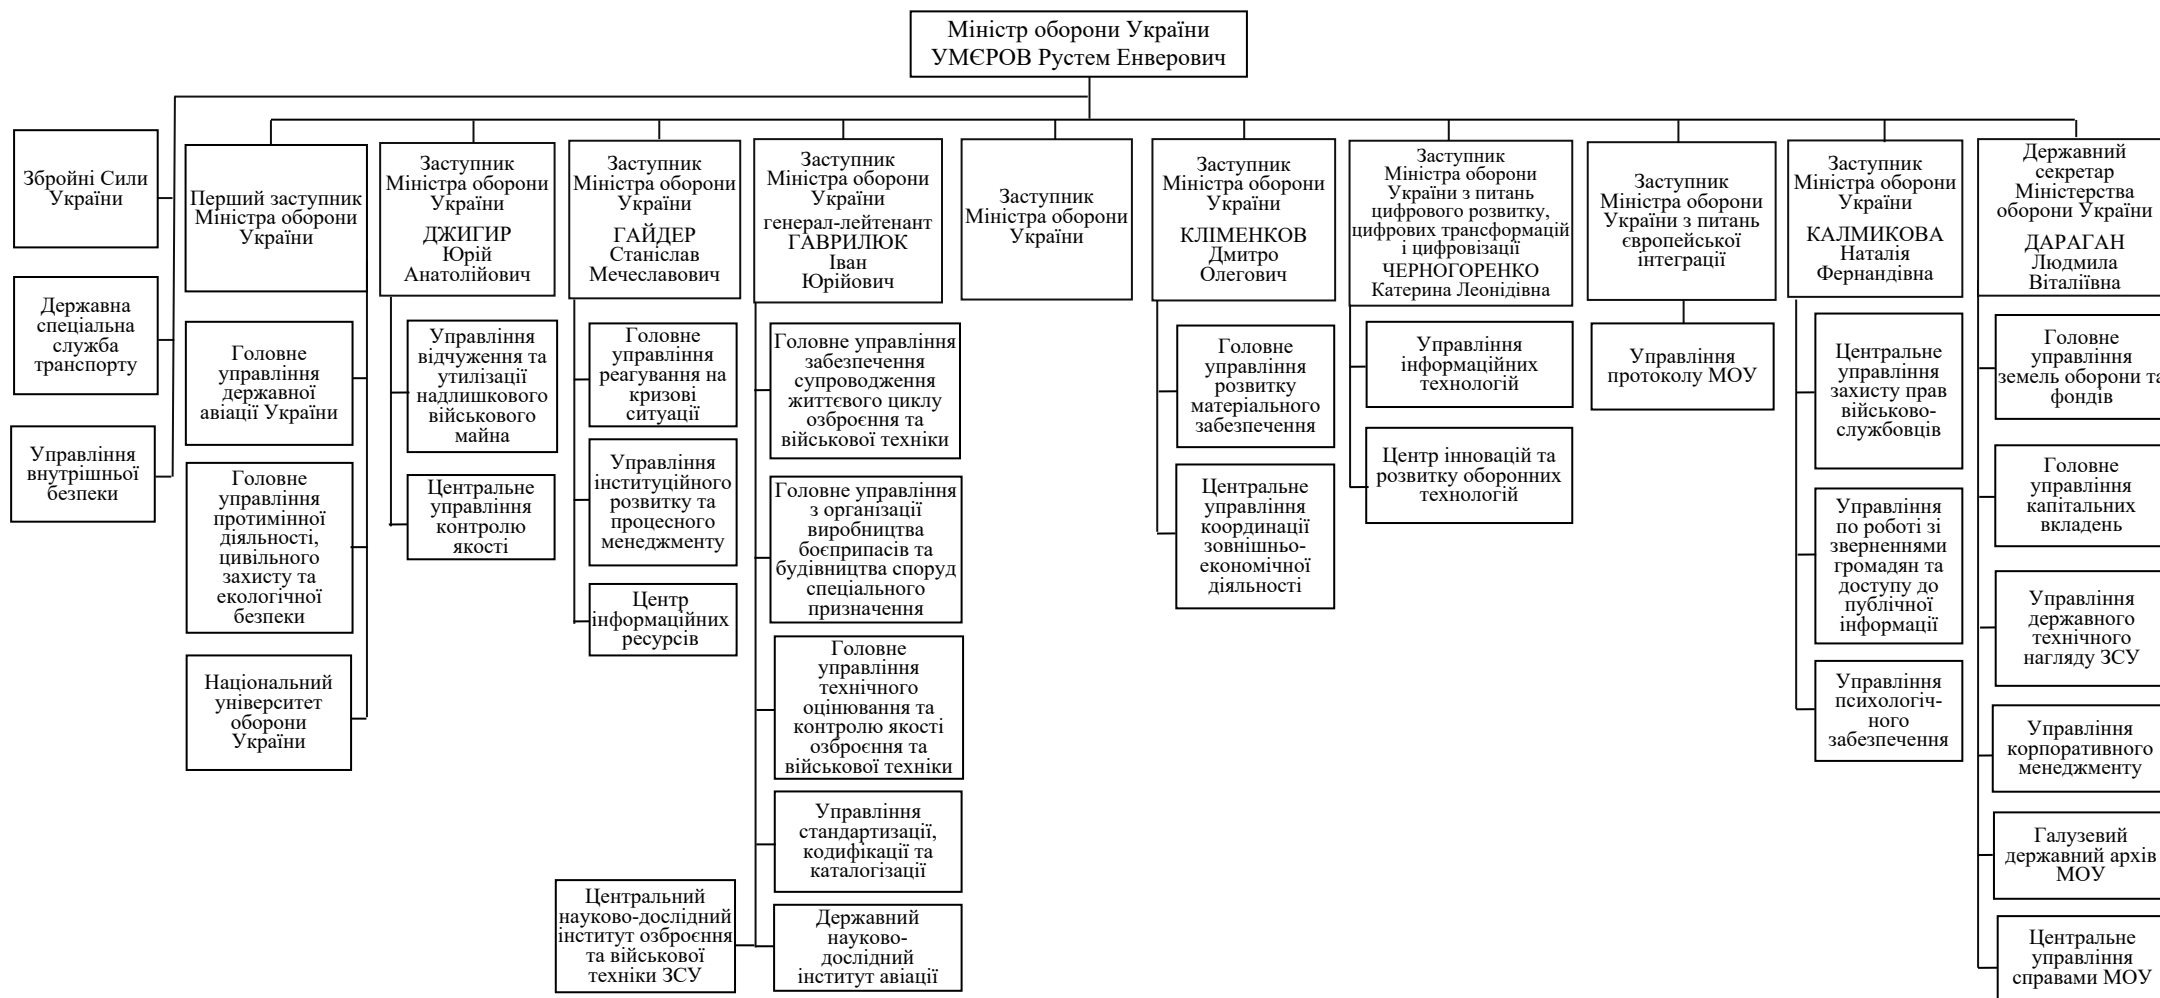 Міністр оборони України
УМЄРОВ Рустем Енверович
Збройні Сили
України
Державна
спеціальна
служба
транспорту
Управління
внутрішньої
безпеки
Перший заступник
Міністра оборони
України
Головне
управління
державної
авіації України
Головне
управління
протимінної
діяльності,
цивільного
захисту та
екологічної
безпеки
Національний
університет
оборони
України
Заступник
Міністра оборони
України
ДЖИГИР
Юрій
Анатолійович
Управління
відчуження та
утилізації
надлишкового
військового
майна
Центральне
управління
контролю
якості
Заступник
Міністра оборони
України
ГАЙДЕР
Станіслав
Мечеславович
Головне
управління
реагування на
кризові
ситуації
Управління
інституційного
розвитку та
процесного
менеджменту
Центр
інформаційних
ресурсів
Заступник
Міністра оборони
України
генерал-лейтенант
ГАВРИЛЮК
Іван
Юрійович
Головне управління
забезпечення
супроводження
життєвого циклу
озброєння та
військової техніки
Головне управління
з організації
виробництва
боєприпасів та
будівництва споруд
спеціального
призначення
Головне
управління
технічного
оцінювання та
контролю якості
озброєння та
військової техніки
Управління
стандартизації,
кодифікації та
каталогізації
Центральний
науково-дослідний
інститут озброєння
та військової
техніки ЗСУ
Державний
науково-
дослідний
інститут авіації
Заступник
Міністра оборони
України
Заступник
Міністра оборони
України
КЛІМЕНКОВ
Дмитро
Олегович
Головне
управління
розвитку
матеріального
забезпечення
Центральне
управління
координації
зовнішньо-
економічної
діяльності
Заступник
Міністра оборони
України з питань
цифрового розвитку,
цифрових трансформацій
і цифровізації
ЧЕРНОГОРЕНКО
Катерина Леонідівна
Управління
інформаційних
технологій
Центр інновацій та
розвитку оборонних
технологій
Заступник
Міністра оборони
України з питань
європейської
інтеграції
Управління
протоколу МОУ
Заступник
Міністра оборони
України
КАЛМИКОВА
Наталія
Фернандівна
Центральне
управління
захисту прав
військово-
службовців
Управління
по роботі зі
зверненнями
громадян та
доступу до
публічної
інформації
Управління
психологіч-
ного
забезпечення
Державний
секретар
Міністерства
оборони України
ДАРАГАН
Людмила
Віталіївна
Головне
управління
земель оборони та
фондів
Головне
управління
капітальних
вкладень
Управління
державного
технічного
нагляду ЗСУ
Управління
корпоративного
менеджменту
Галузевий
державний архів
МОУ
Центральне
управління
справами МОУ